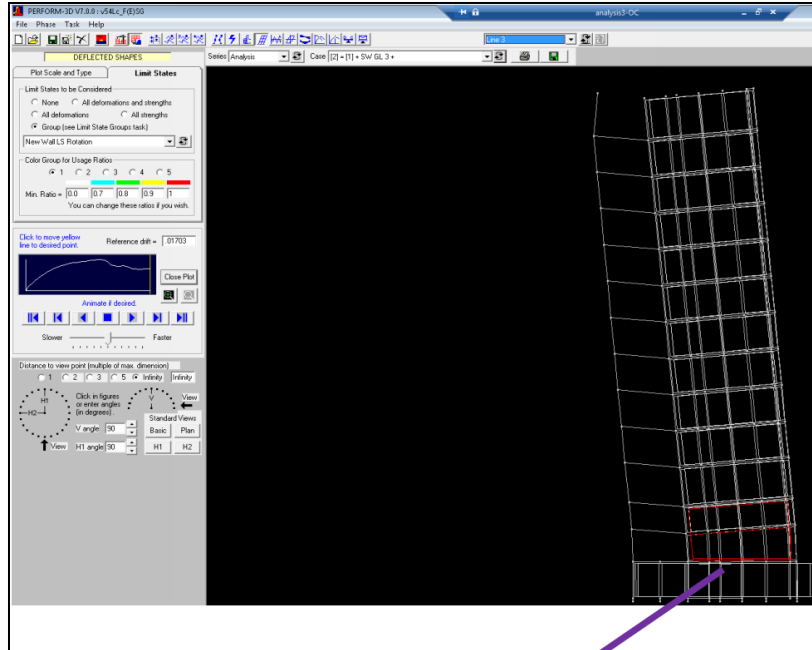 PERFORM-3D V7.0.0 : v54Lc_F(E)SG
analysis3-OC
File Phase Task Help
Line 3
DEFLECTED SHAPES
Series Analysis Case [2] = [1] + SW GL 3 +
Plot Scale and Type Limit States
Limit States to be Considered
None All deformations and strengths
All deformations All strengths
Group (see Limit State Groups task)
New Wall LS Rotation
Color Group for Usage Ratios
1 2 3 4 5
Min. Ratio = 0.0 0.7 0.8 0.9 1
You can change these ratios if you wish.
Click to move yellow
line to desired point.
Reference drift = .01703
Close Plot
Animate if desired.
Slower Faster
Distance to view point (multiple of max. dimension)
1 2 3 5 Infinity Infinity
H1
H2
Click in figures
or enter angles
(in degrees).
V
View
Standard Views
V angle 90 Basic Plan
View H1 angle 90 H1 H2